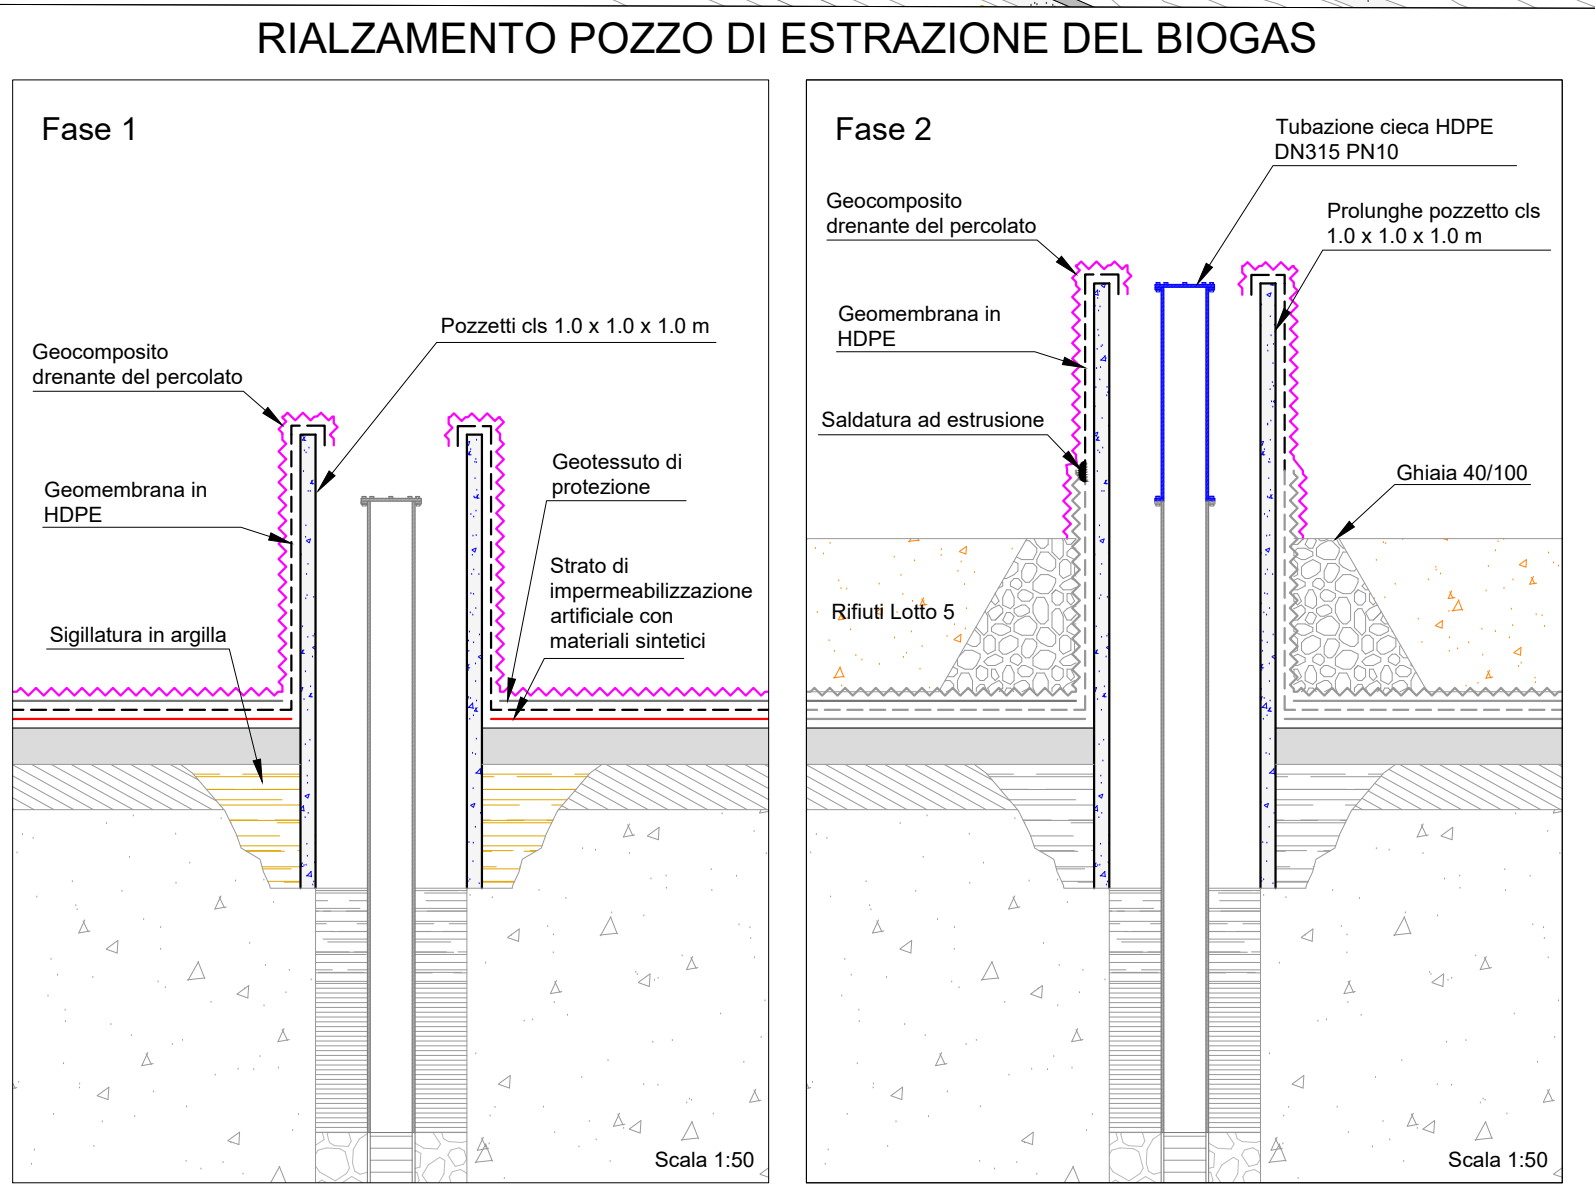 RIALZAMENTO POZZO DI ESTRAZIONE DEL BIOGAS
Fase 1
Pozzetti cls 1.0 x 1.0 x 1.0 m
Geocomposito
drenante del percolato
Geotessuto di
protezione
Geomembrana in
HDPE
Strato di
impermeabilizzazione
artificiale con
materiali sintetici
Sigillatura in argilla
Scala 1:50
Fase 2
Tubazione cieca HDPE
DN315 PN10
Geocomposito
drenante del percolato
Prolunghe pozzetto cls
1.0 x 1.0 x 1.0 m
Geomembrana in
HDPE
Saldatura ad estrusione
Ghiaia 40/100
Rifiuti Lotto 5
Scala 1:50